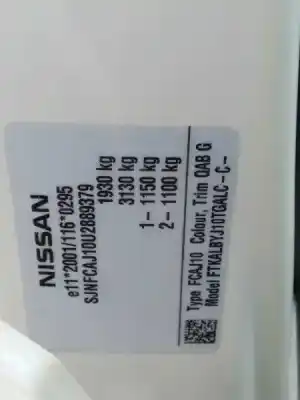 NISSAN
e11*2001/116*0295
SJNFCAJ10U2889379
1930 kg
3130 kg
1- 1150 kg
2- 1100 kg
Type FCAJ10 Colour, Trim QAB G
Model FTKALBYJ10TGALC-C-